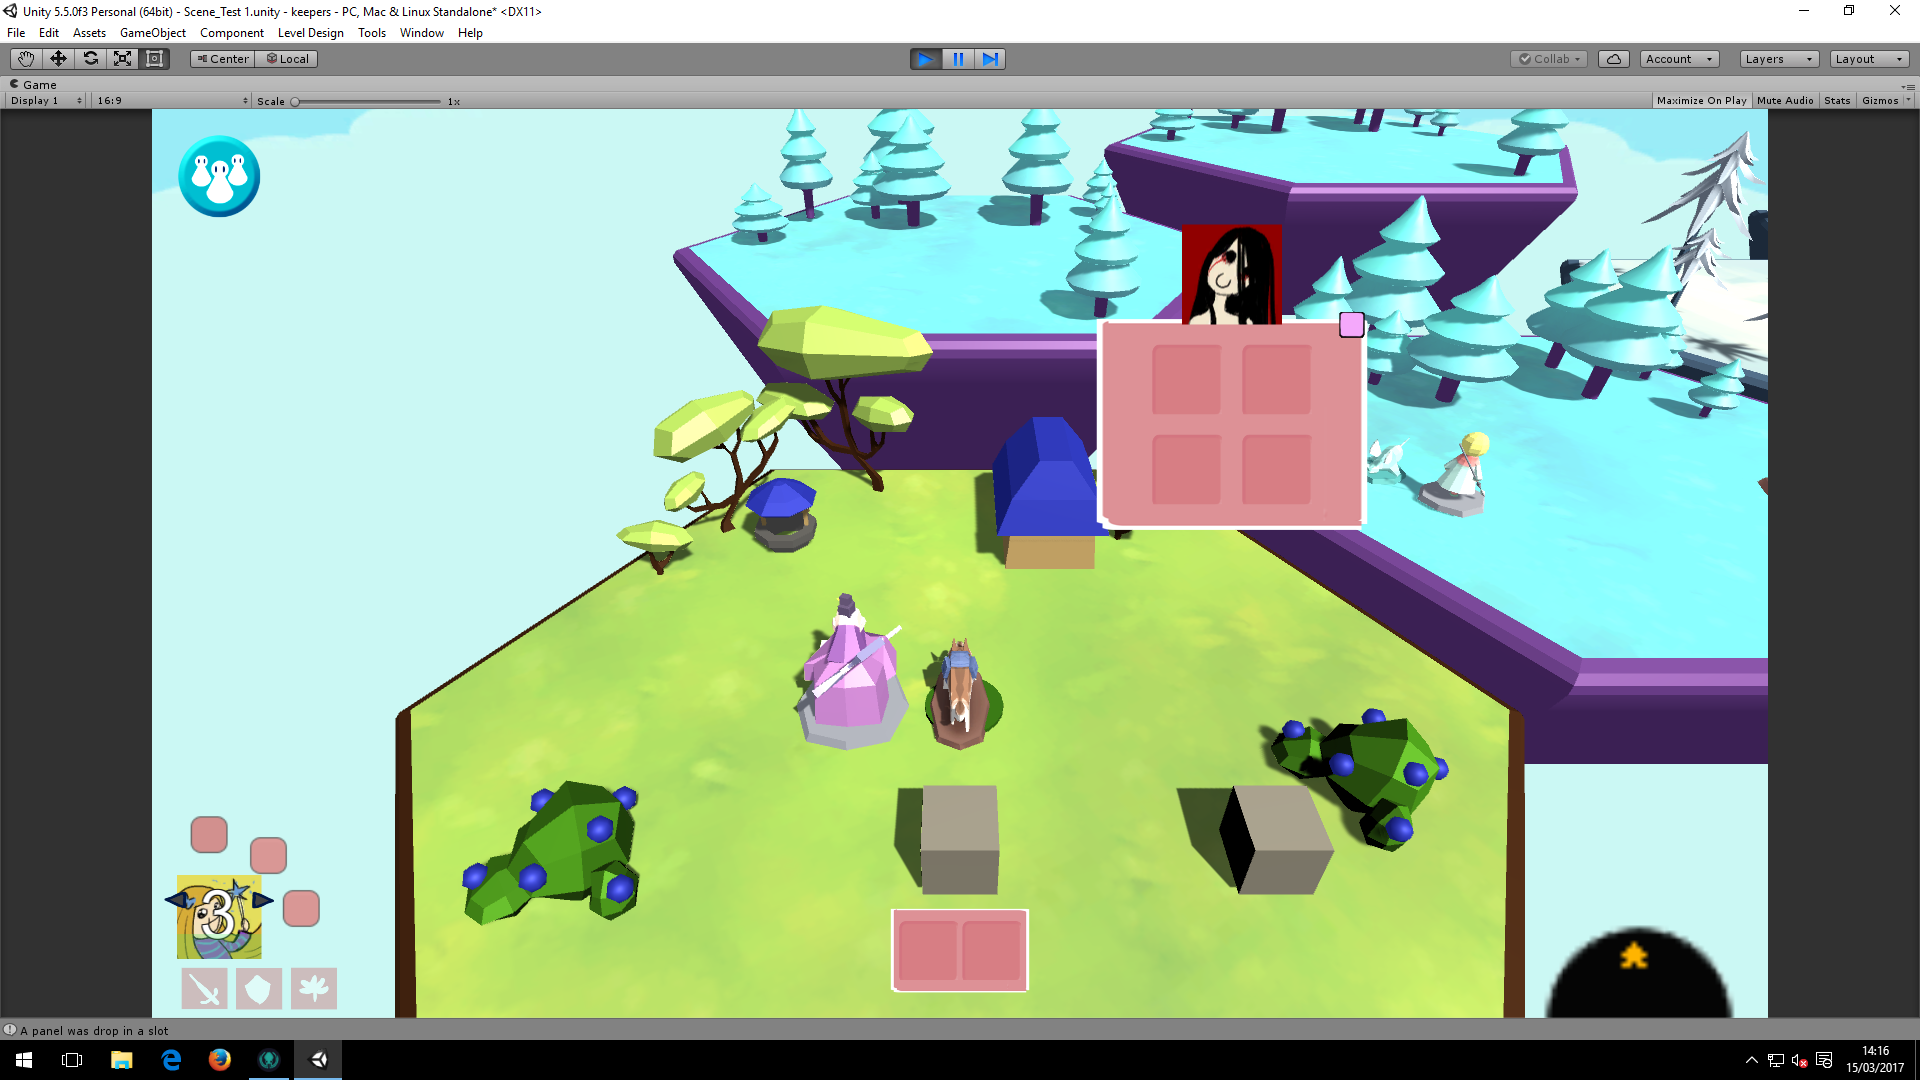 Unity 5.5.0f3 Personal (64bit) - Scene_Test 1.unity - keepers - PC, Mac & Linux Standalone* <DX11>
File Edit Assets GameObject Component Level Design Tools Window Help
Center Local Collab Account Layers Layout
Game
Display 1 16:9 Scale 1x Maximize On Play Mute Audio Stats Gizmos
3
A panel was drop in a slot
14:16
15/03/2017